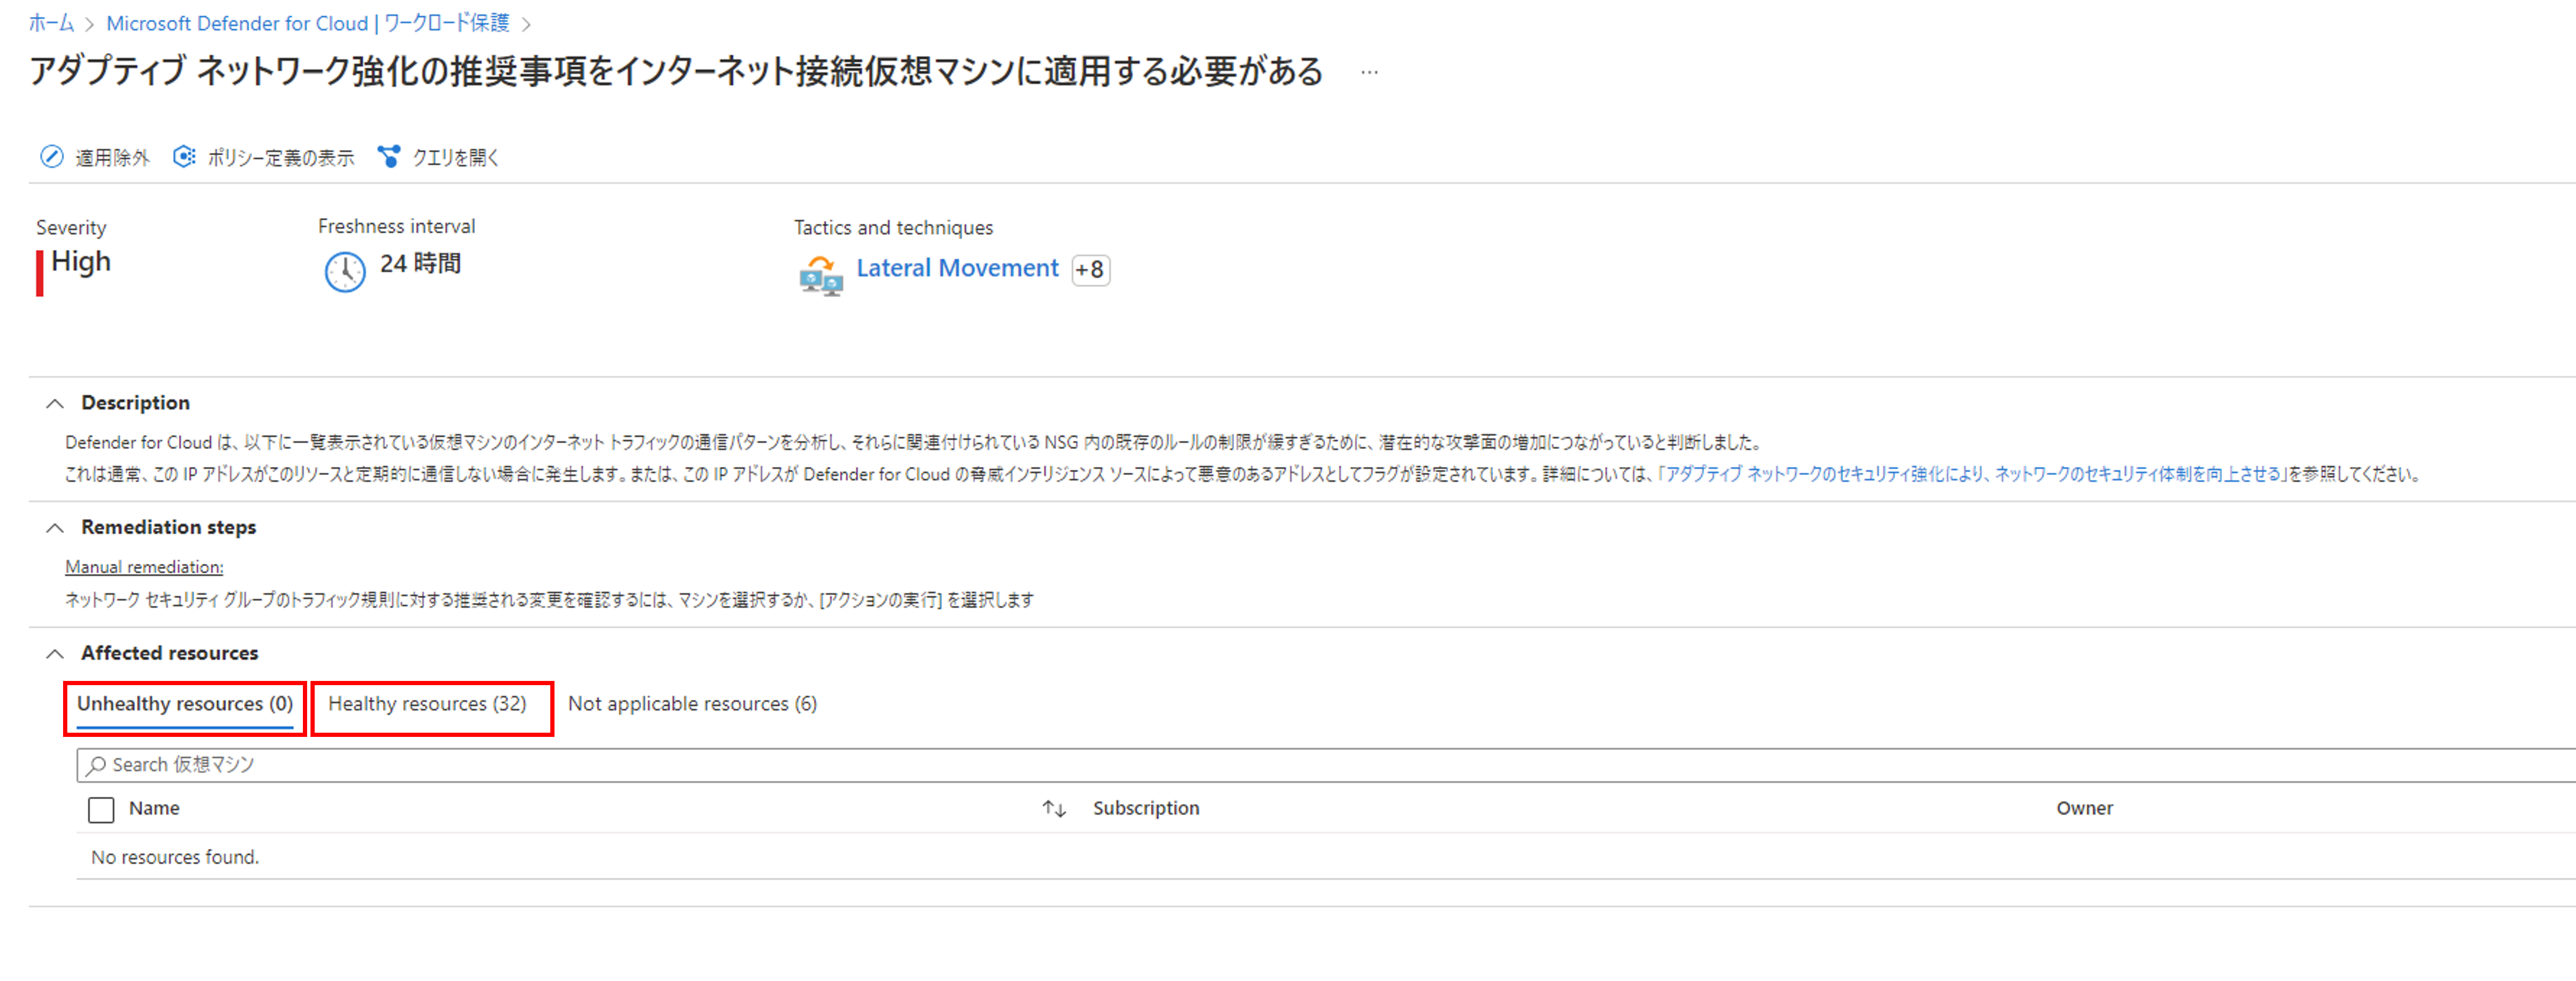 ホーム > Microsoft Defender for Cloud | ワークロード保護 >
アダプティブ ネットワーク強化の推奨事項をインターネット接続仮想マシンに適用する必要がある …
適用除外 ポリシー定義の表示 クエリを開く
Severity Freshness interval Tactics and techniques
High 24 時間 Lateral Movement +8
Description
Defender for Cloud は、以下に一覧表示されている仮想マシンのインターネット トラフィックの通信パターンを分析し、それらに関連付けられている NSG 内の既存のルールの制限が緩すぎるために、潜在的な攻撃面の増加につながっていると判断しました。
これは通常、この IP アドレスがこのリソースと定期的に通信しない場合に発生します。または、この IP アドレスが Defender for Cloud の脅威インテリジェンス ソースによって悪意のあるアドレスとしてフラグが設定されています。詳細については、「アダプティブ ネットワークのセキュリティ強化により、ネットワークのセキュリティ体制を向上させる」を参照してください。
Remediation steps
Manual remediation:
ネットワーク セキュリティ グループのトラフィック規則に対する推奨される変更を確認するには、マシンを選択するか、[アクションの実行] を選択します
Affected resources
Unhealthy resources (0) Healthy resources (32) Not applicable resources (6)
Search 仮想マシン
Name ↑↓ Subscription Owner
No resources found.